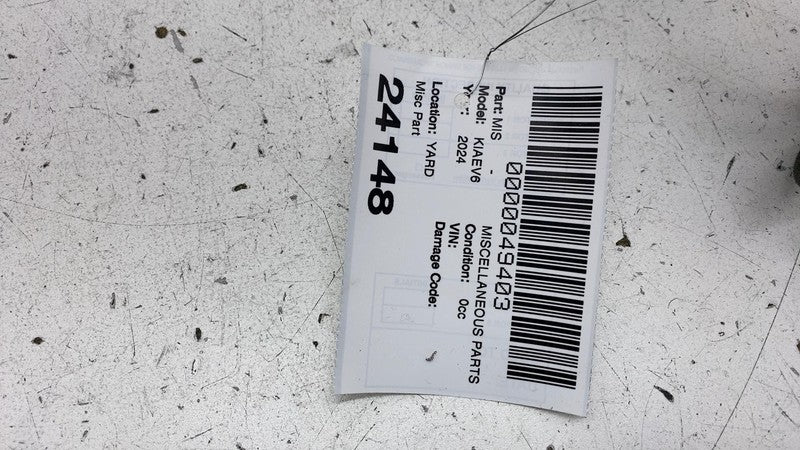 0000049403
Part: MIS - MISCELLANEOUS PARTS
Model: KIAEV6 Condition: 0cc
Year: 2024 VIN:
Damage Code:
Location: YARD
Misc Part
24148